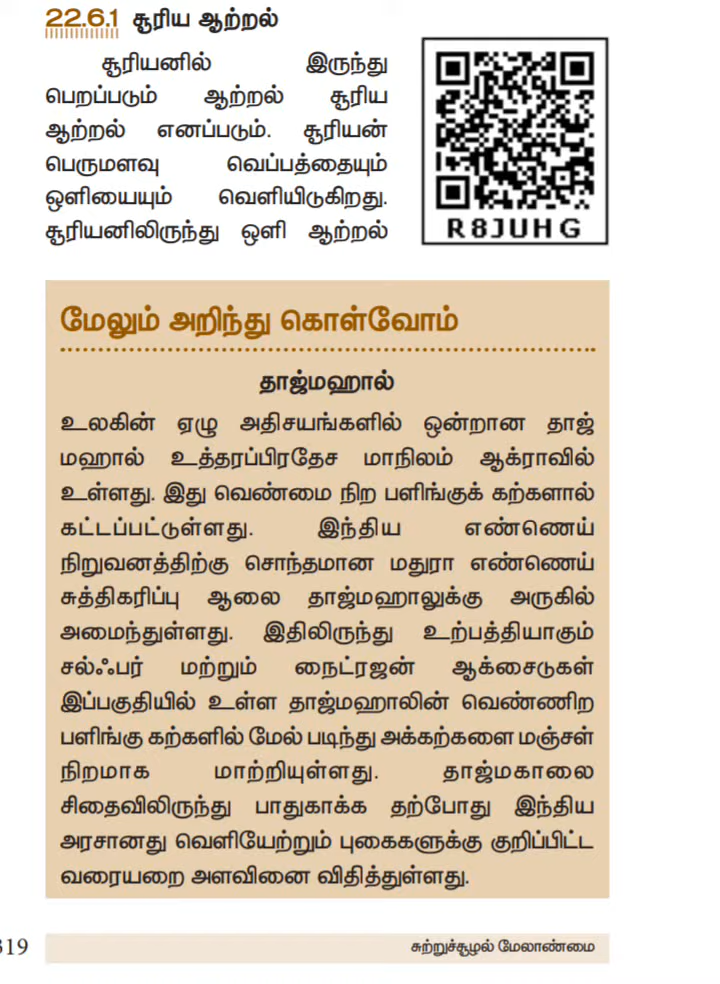 22.6.1 சூரிய ஆற்றல்
சூரியனில் இருந்து
பெறப்படும் ஆற்றல் சூரிய
ஆற்றல் எனப்படும். சூரியன்
பெருமளவு வெப்பத்தையும்
ஒளியையும் வெளியிடுகிறது.
சூரியனிலிருந்து ஒளி ஆற்றல்
R8JUHG
மேலும் அறிந்து கொள்வோம்
தாஜ்மஹால்
உலகின் ஏழு அதிசயங்களில் ஒன்றான தாஜ்
மஹால் உத்தரப்பிரதேச மாநிலம் ஆக்ராவில்
உள்ளது. இது வெண்மை நிற பளிங்குக் கற்களால்
கட்டப்பட்டுள்ளது. இந்திய எண்ணெய்
நிறுவனத்திற்கு சொந்தமான மதுரா எண்ணெய்
சுத்திகரிப்பு ஆலை தாஜ்மஹாலுக்கு அருகில்
அமைந்துள்ளது. இதிலிருந்து உற்பத்தியாகும்
சல்ஃபர் மற்றும் நைட்ரஜன் ஆக்சைடுகள்
இப்பகுதியில் உள்ள தாஜ்மஹாலின் வெண்ணிற
பளிங்கு கற்களில் மேல் படிந்து அக்கற்களை மஞ்சள்
நிறமாக மாற்றியுள்ளது. தாஜ்மகாலை
சிதைவிலிருந்து பாதுகாக்க தற்போது இந்திய
அரசானது வெளியேற்றும் புகைகளுக்கு குறிப்பிட்ட
வரையறை அளவினை விதித்துள்ளது.
319 சுற்றுச்சூழல் மேலாண்மை